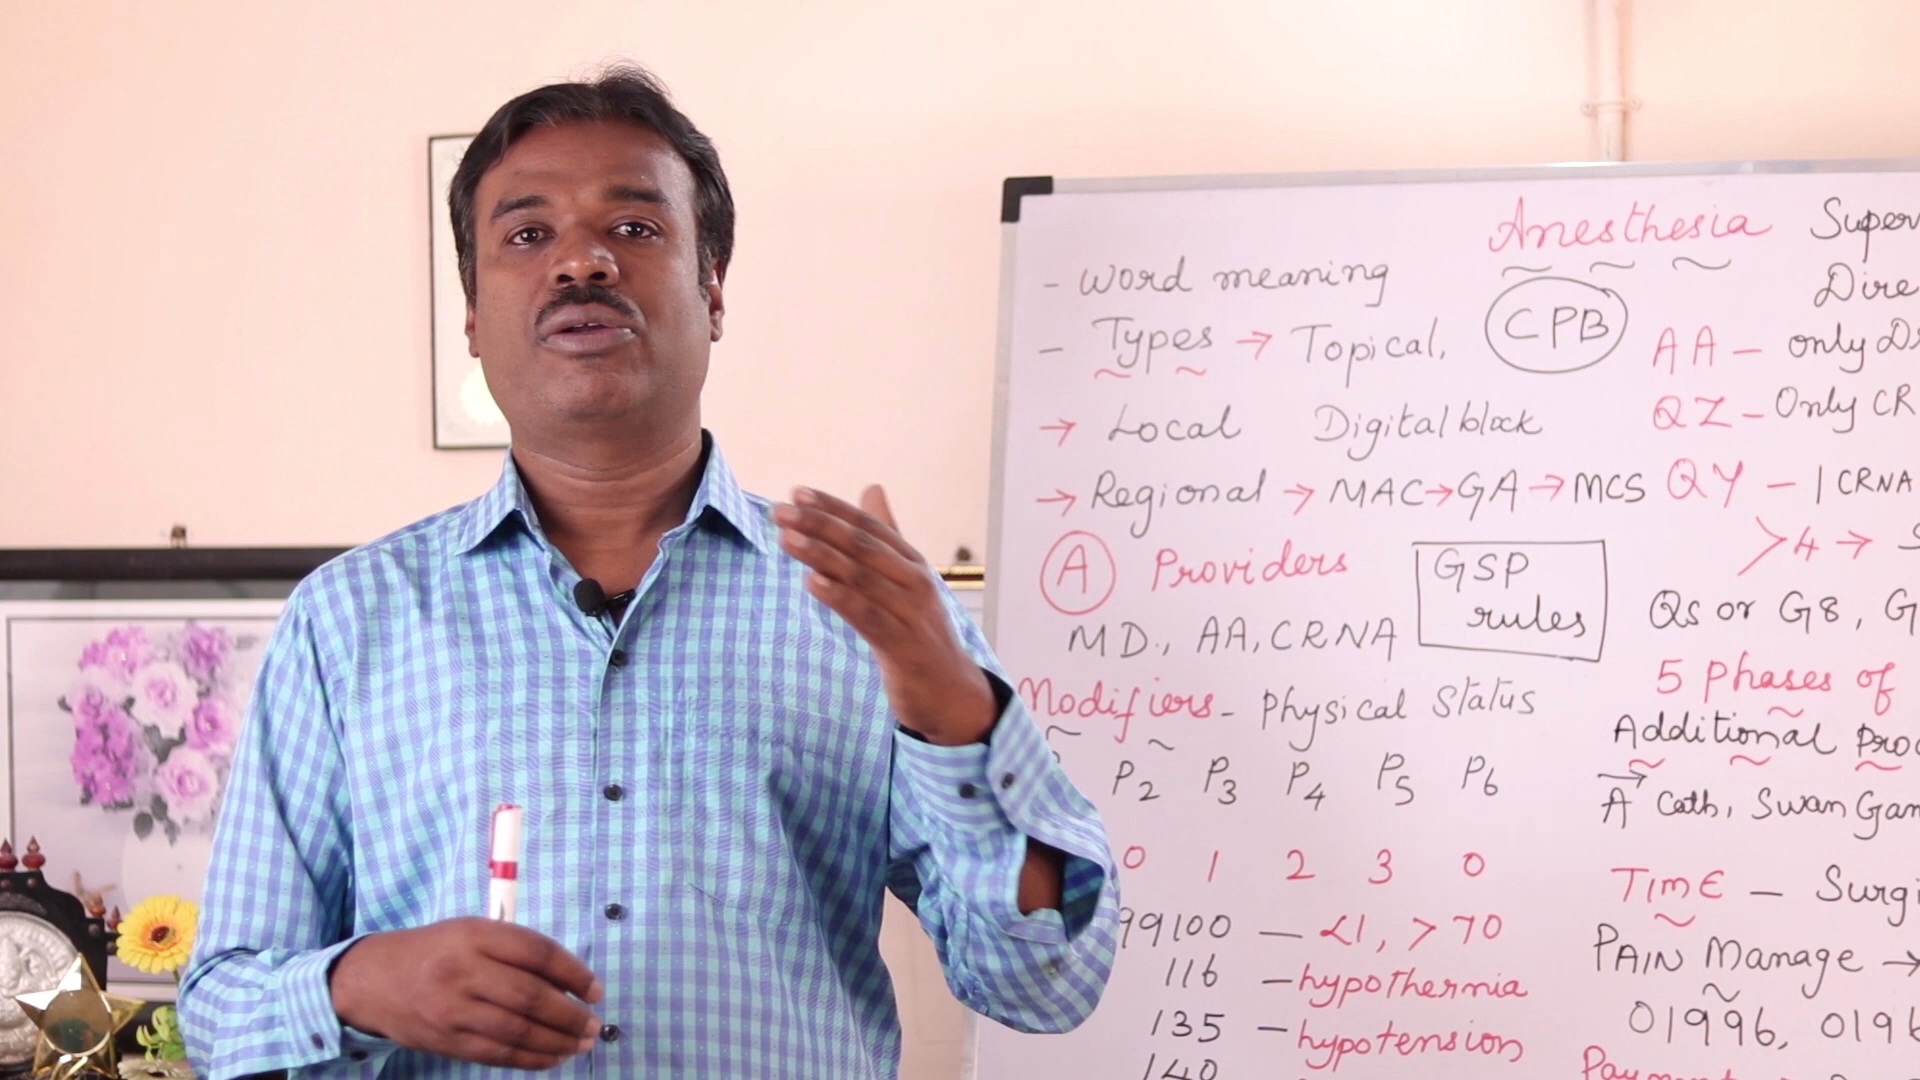 Anesthesia
- Word meaning
- Types → Topical,
CPB
→ Local Digital block
→ Regional → MAC → GA → MCS
A Providers
MD., AA, CRNA
GSP
rules
Modifiers - Physical Status
P2 P3 P4 P5 P6
0 1 2 3 0
99100 — <1, > 70
116 — hypothermia
135 — hypotension
140
AA — only
QZ - Only
QY - 1 CRNA
>4 →
QS or G8,
5 Phases of
Additional
A Cath, Swan
TIME —
PAIN Manage →
01996,